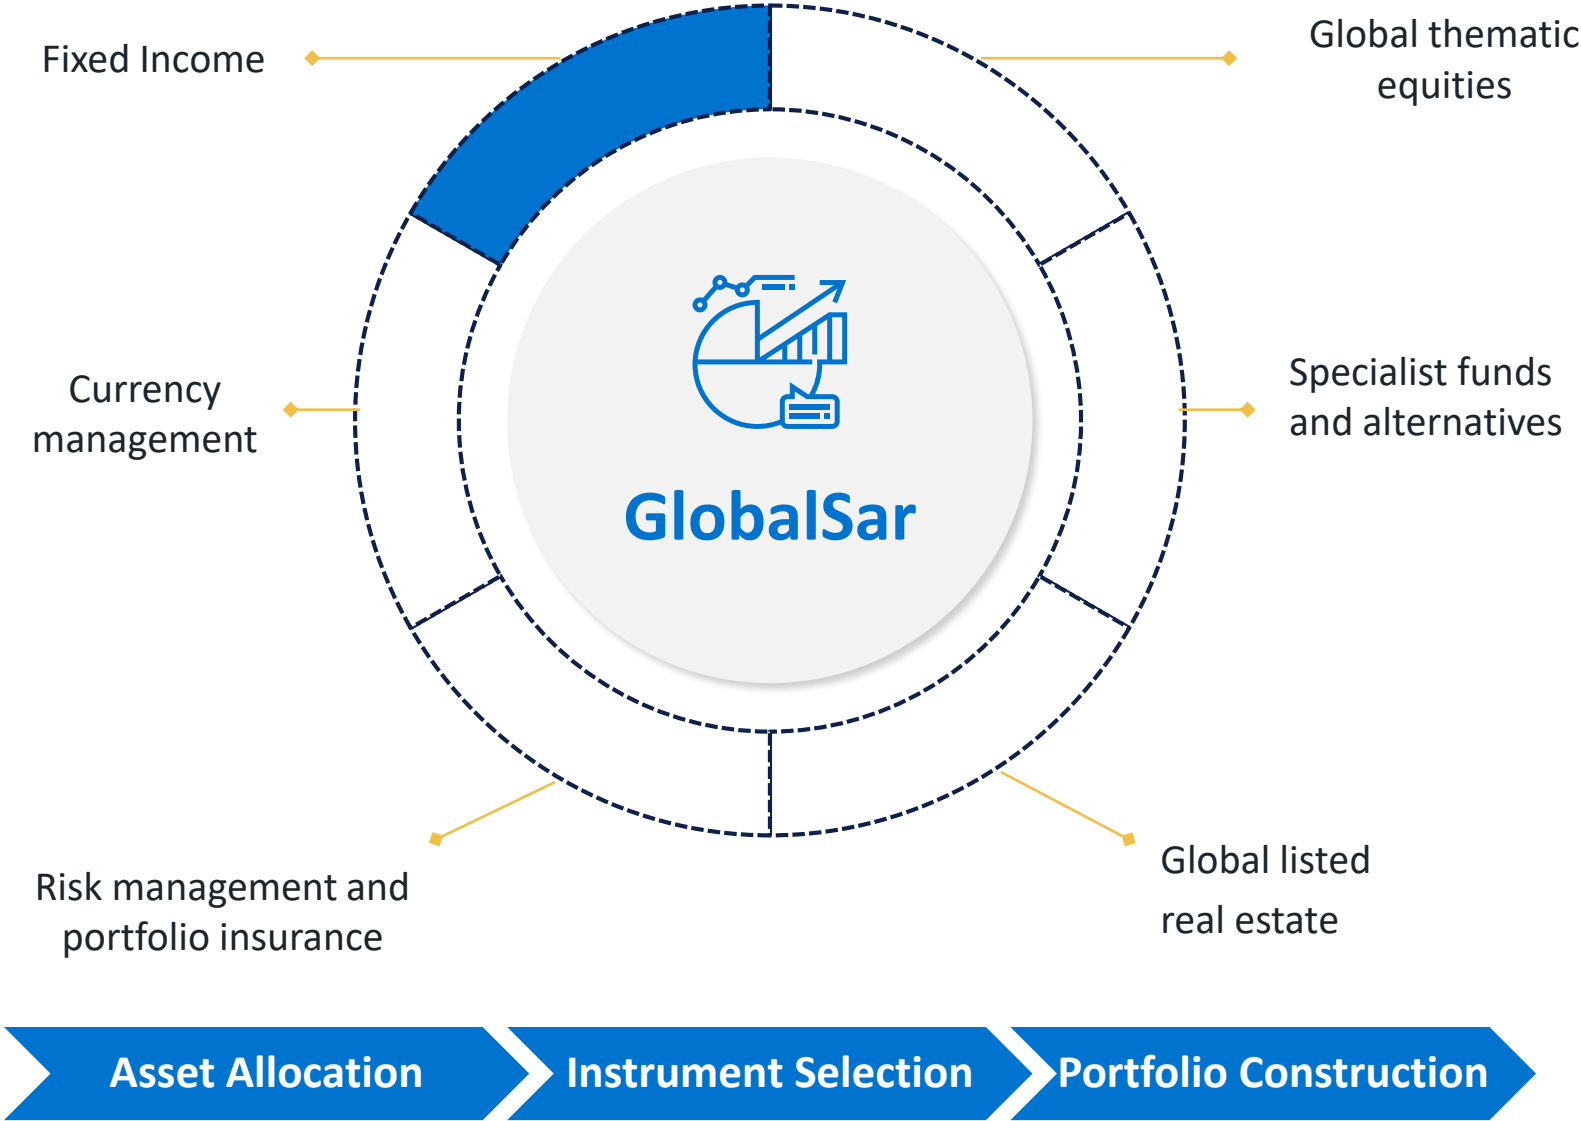 Fixed Income
Global thematic
equities
Currency
management
Specialist funds
and alternatives
GlobalSar
Risk management and
portfolio insurance
Global listed
real estate
Asset Allocation
Instrument Selection
Portfolio Construction